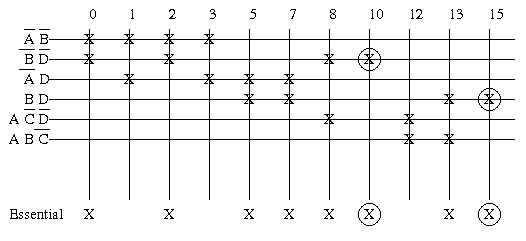 0 1 2 3 5 7 8 10 12 13 15
A̅ B̅ X X X X
B̅ D̅ X X X X
A̅ D X X X X
B D X X X X
A C̅ D̅ X X
A B C̅ X X
Essential X X X X X X X X